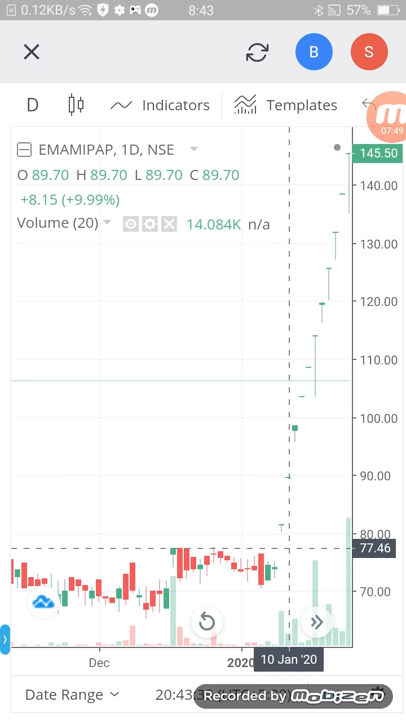 0.12KB/s 8:43 57%
B S
D Indicators Templates
07:49
EMAMIPAP, 1D, NSE
145.50
O 89.70 H 89.70 L 89.70 C 89.70
+8.15 (+9.99%)
Volume (20) 14.084K n/a
140.00
130.00
120.00
110.00
100.00
90.00
80.00
77.46
70.00
Dec 2020 10 Jan '20
Date Range 20:43:3
Recorded by mobizen